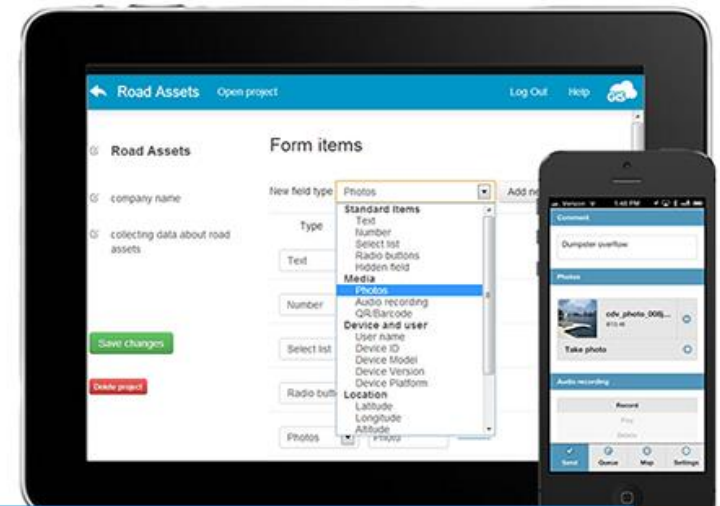 Road Assets Open project Log Out Help
Road Assets
company name
collecting data about road
assets
Save changes
Delete project
Form items
New field type Photos Add
Type
Text
Number
Select list
Radio
Photos Photo
Standard Items
Text
Number
Select list
Radio buttons
Hidden field
Media
Photos
Audio recording
QR/Barcode
Device and user
User name
Device ID
Device Model
Device Version
Device Platform
Location
Latitude
Longitude
Altitude
Verizon 1:48 PM
Comment
Dumpster overflow
Photos
cdv_photo_008j...
Take photo
Audio recording
Record
Play
Delete
Send Queue Map Settings